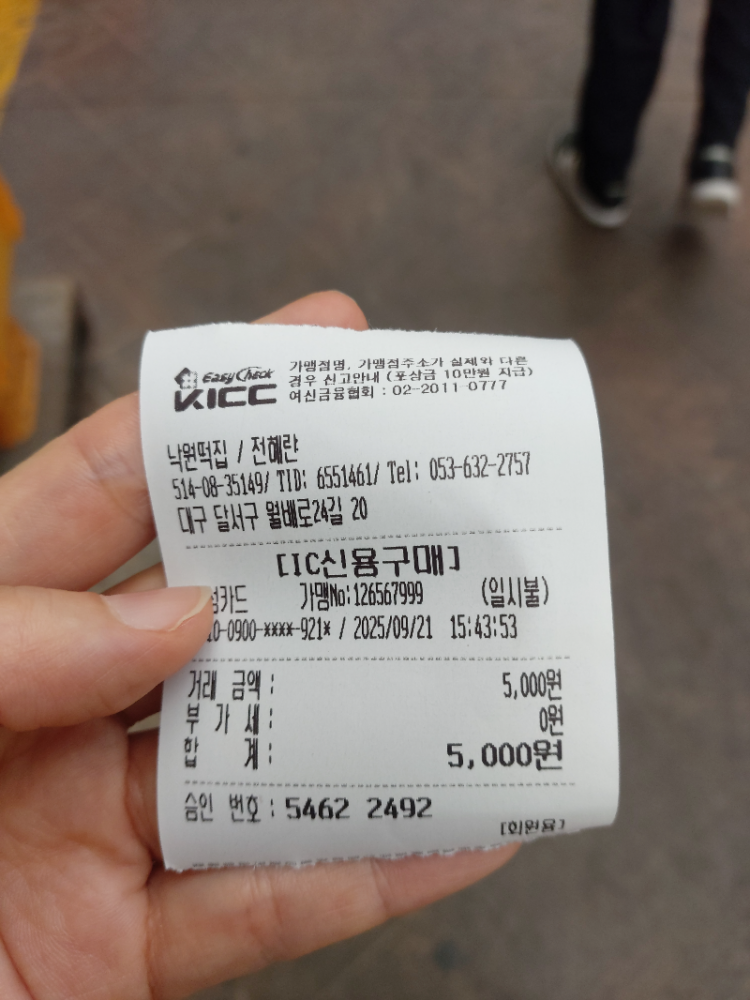 EasyCheck
KICC
가맹점명, 가맹점주소가 실제와 다른
경우 신고안내 (포상금 10만원 지급)
여신금융협회 : 02-2011-0777
낙원떡집 / 전혜란
514-08-35149/ TID: 6551461/ Tel: 053-632-2757
대구 달서구 월배로24길 20
[IC신용구매]
카드 가맹No:126567999 (일시불)
0-0900-****-921* / 2025/09/21 15:43:53
거래 금액 : 5,000원
부 가 세 : 0원
합 계 : 5,000원
승인 번호 : 5462 2492
[회원용]